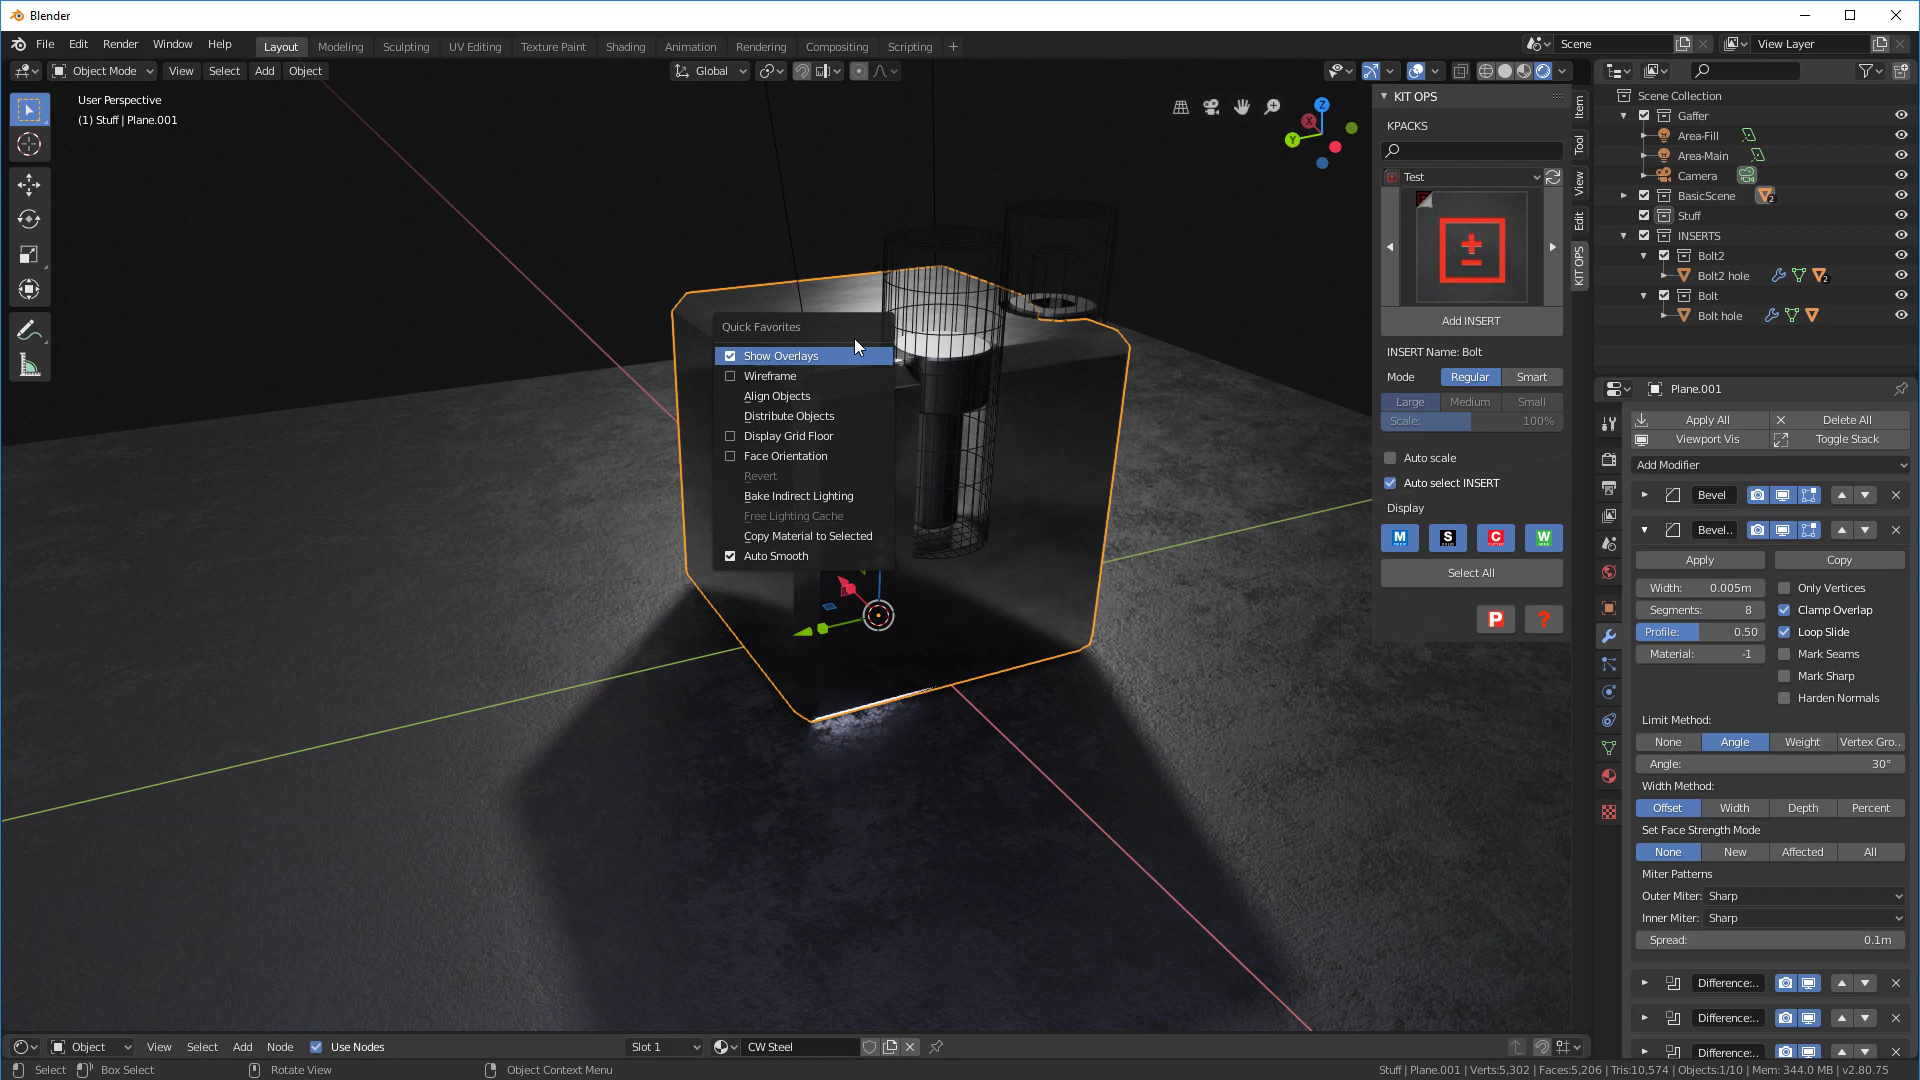 Blender
File Edit Render Window Help Layout Modeling Sculpting UV Editing Texture Paint Shading Animation Rendering Compositing Scripting + Scene View Layer
Object Mode View Select Add Object Global
User Perspective
(1) Stuff | Plane.001
Z
X
Y
KIT OPS
KPACKS
Test
Add INSERT
INSERT Name: Bolt
Mode Regular Smart
Large Medium Small
Scale: 100%
Auto scale
Auto select INSERT
Display
M S C W
Select All
P ?
Item
Tool
View
Edit
KIT OPS
Quick Favorites
Show Overlays
Wireframe
Align Objects
Distribute Objects
Display Grid Floor
Face Orientation
Revert
Bake Indirect Lighting
Free Lighting Cache
Copy Material to Selected
Auto Smooth
Scene Collection
Gaffer
Area-Fill
Area-Main
Camera
BasicScene 2
Stuff
INSERTS
Bolt2
Bolt2 hole 2
Bolt
Bolt hole
Plane.001
Apply All Delete All
Viewport Vis Toggle Stack
Add Modifier
Bevel
Bevel..
Apply Copy
Width: 0.005m Only Vertices
Segments: 8 Clamp Overlap
Profile: 0.50 Loop Slide
Material: -1 Mark Seams
Mark Sharp
Harden Normals
Limit Method:
None Angle Weight Vertex Gro..
Angle: 30°
Width Method:
Offset Width Depth Percent
Set Face Strength Mode
None New Affected All
Miter Patterns
Outer Miter: Sharp
Inner Miter: Sharp
Spread: 0.1m
Difference:..
Difference:..
Difference:..
Object View Select Add Node Use Nodes Slot 1 CW Steel
Select Box Select Rotate View Object Context Menu Stuff | Plane.001 | Verts:5,302 | Faces:5,206 | Tris:10,574 | Objects:1/10 | Mem: 344.0 MB | v2.80.75